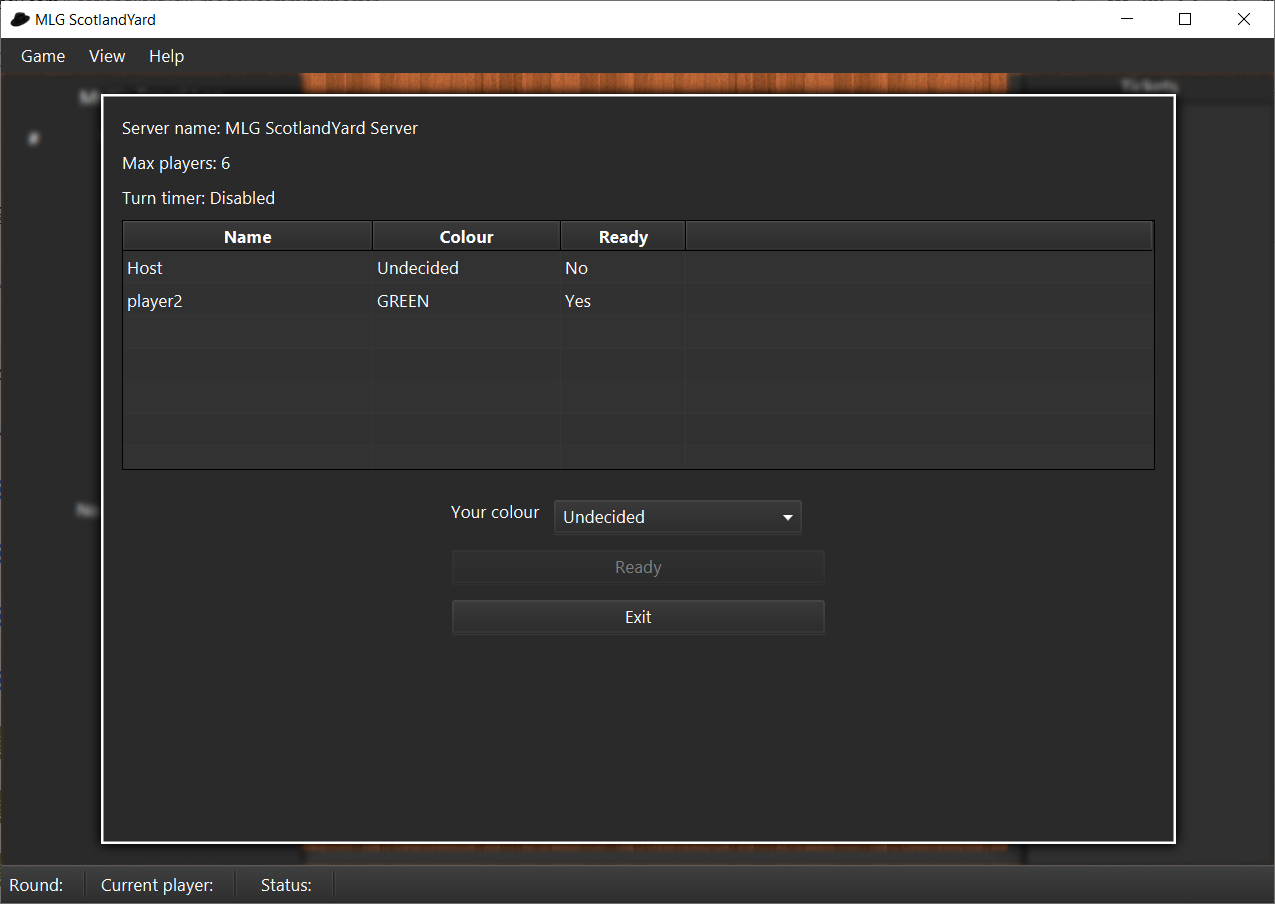 MLG ScotlandYard
Game View Help
Tickets
#
Server name: MLG ScotlandYard Server
Max players: 6
Turn timer: Disabled
Name Colour Ready
Host Undecided No
player2 GREEN Yes
Your colour Undecided
Ready
Exit
Round: Current player: Status: